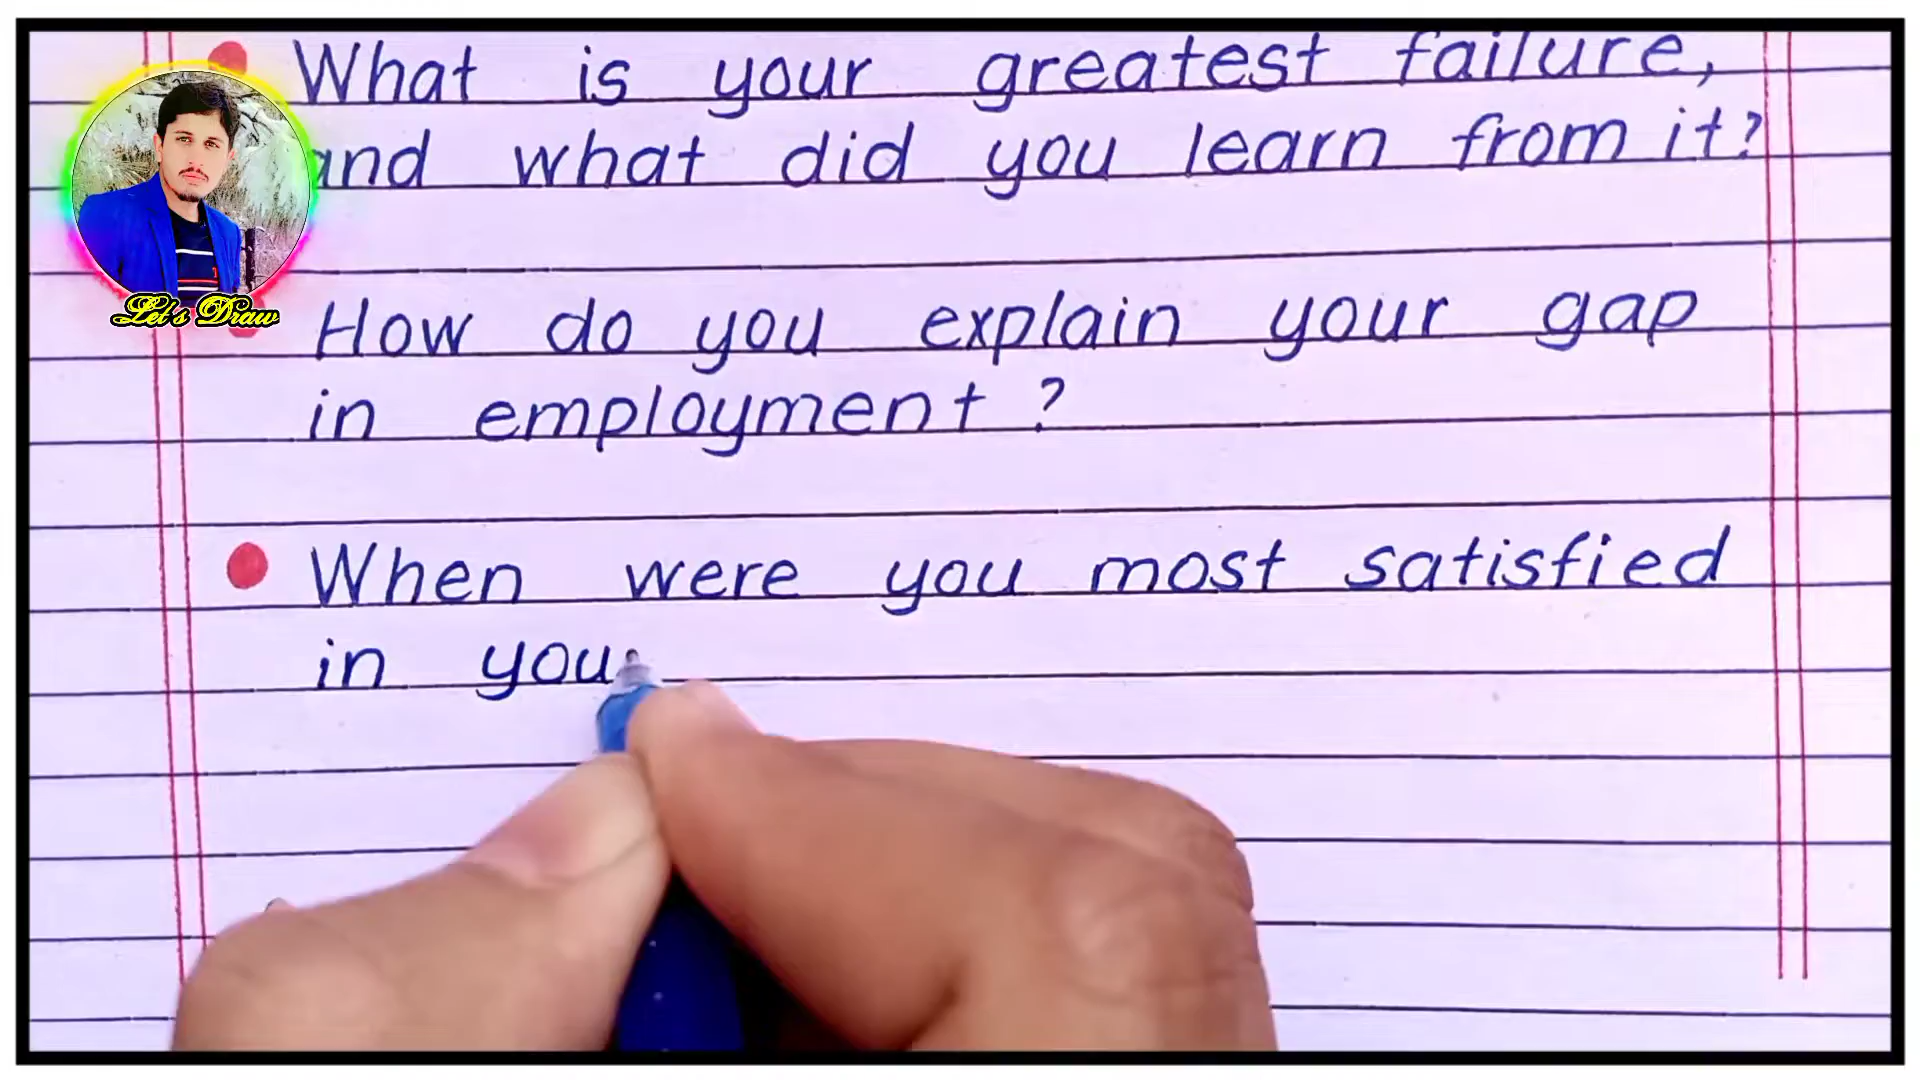 What is your greatest failure,
and what did you learn from it?
Let's Draw
How do you explain your gap
in employment?
When were you most satisfied
in you